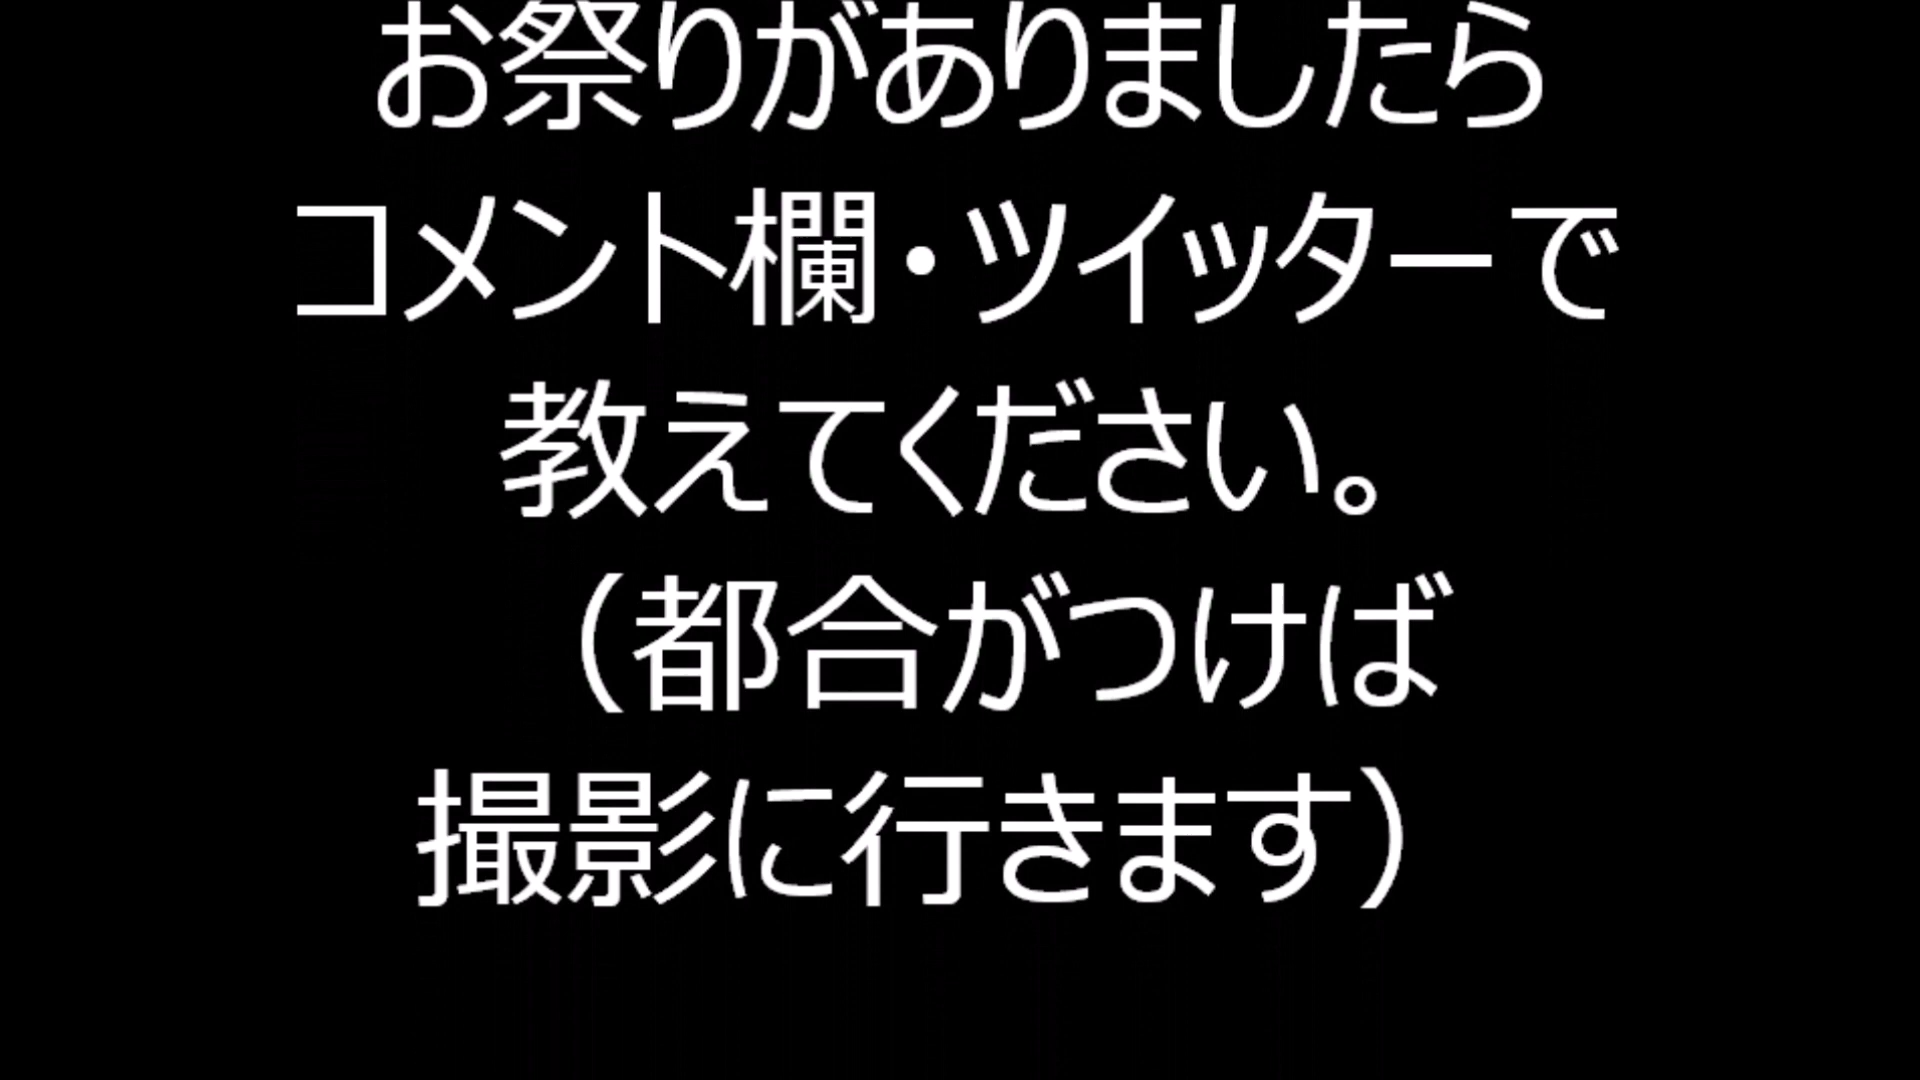 お祭りがありましたら
コメント欄・ツイッターで
教えてください。
（都合がつけば
撮影に行きます）